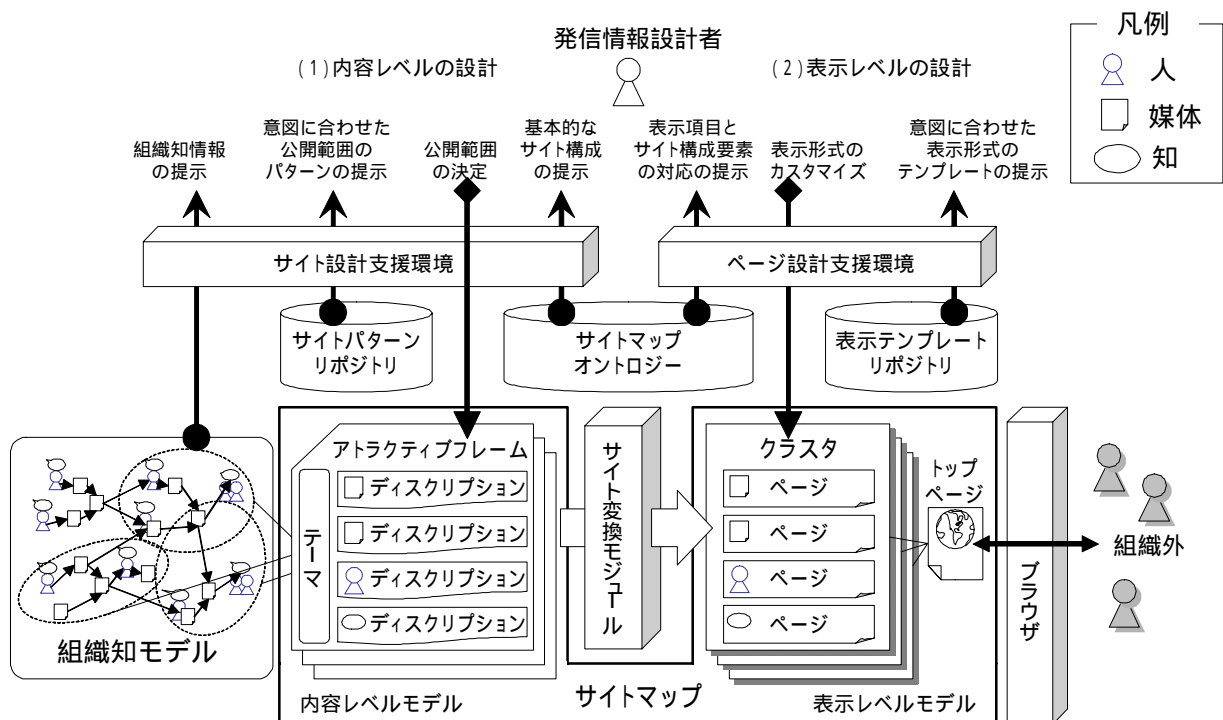 発信情報設計者
(1)内容レベルの設計
(2)表示レベルの設計
凡例
人
媒体
知
組織知情報
の提示
意図に合わせた
公開範囲の
パターンの提示
公開範囲
の決定
基本的な
サイト構成
の提示
表示項目と
サイト構成要素
の対応の提示
表示形式の
カスタマイズ
意図に合わせた
表示形式の
テンプレートの提示
サイト設計支援環境
ページ設計支援環境
サイトパターン
リポジトリ
サイトマップ
オントロジー
表示テンプレート
リポジトリ
組織知モデル
アトラクティブフレーム
テーマ
ディスクリプション
ディスクリプション
ディスクリプション
ディスクリプション
内容レベルモデル
サイト変換モジュール
サイトマップ
クラスタ
ページ
ページ
ページ
ページ
トップ
ページ
表示レベルモデル
ブラウザ
組織外